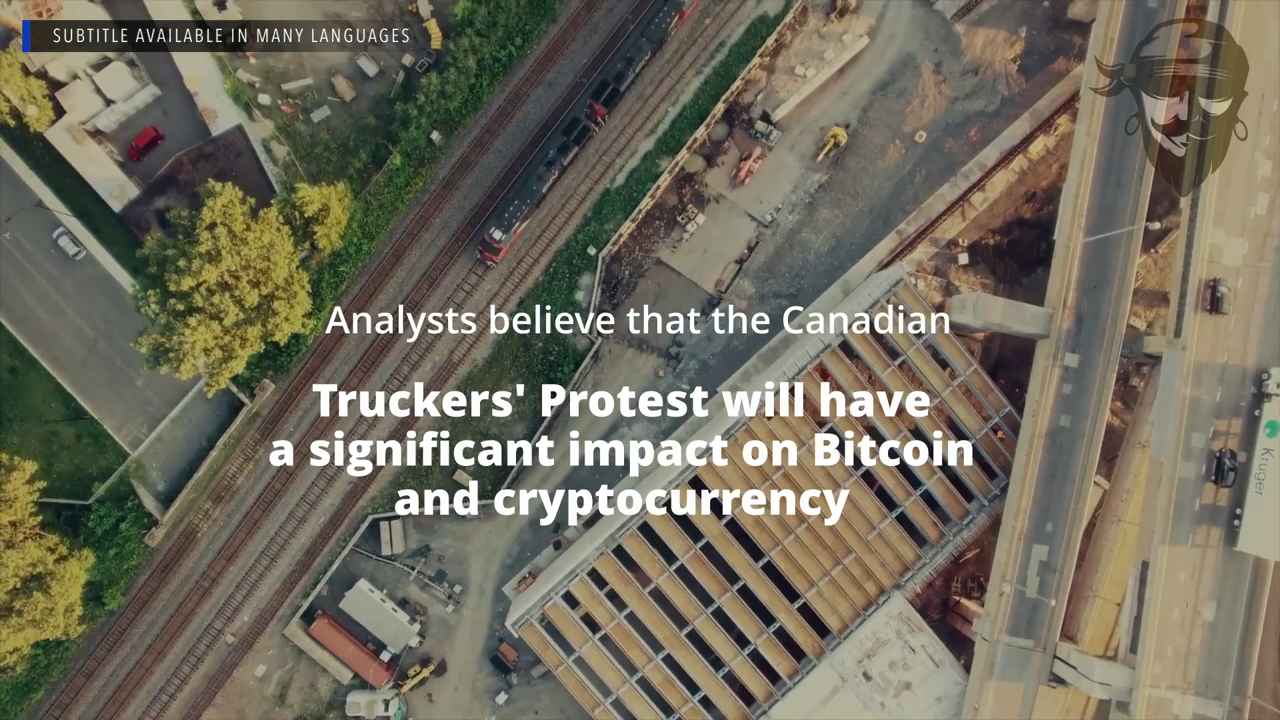 SUBTITLE AVAILABLE IN MANY LANGUAGES
Analysts believe that the Canadian
Truckers' Protest will have
a significant impact on Bitcoin
and cryptocurrency
Kruger